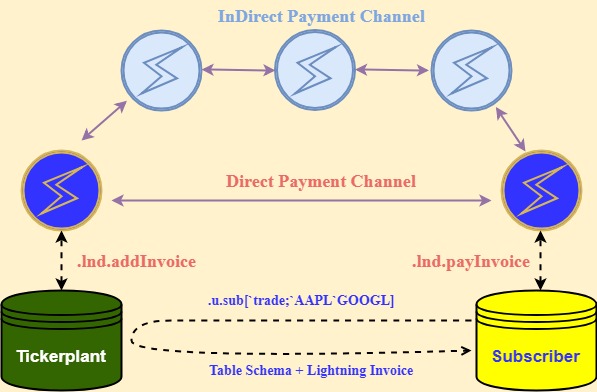 InDirect Payment Channel
Direct Payment Channel
.lnd.addInvoice
.lnd.payInvoice
.u.sub[`trade;`AAPL`GOOGL]
Tickerplant
Subscriber
Table Schema + Lightning Invoice